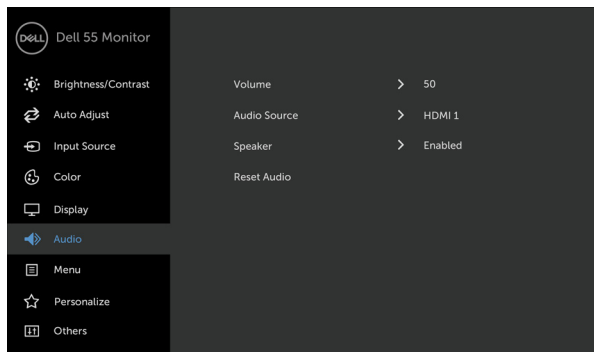 DELL Dell 55 Monitor
Brightness/Contrast
Auto Adjust
Input Source
Color
Display
Audio
Menu
Personalize
Others
Volume 50
Audio Source HDMI 1
Speaker Enabled
Reset Audio